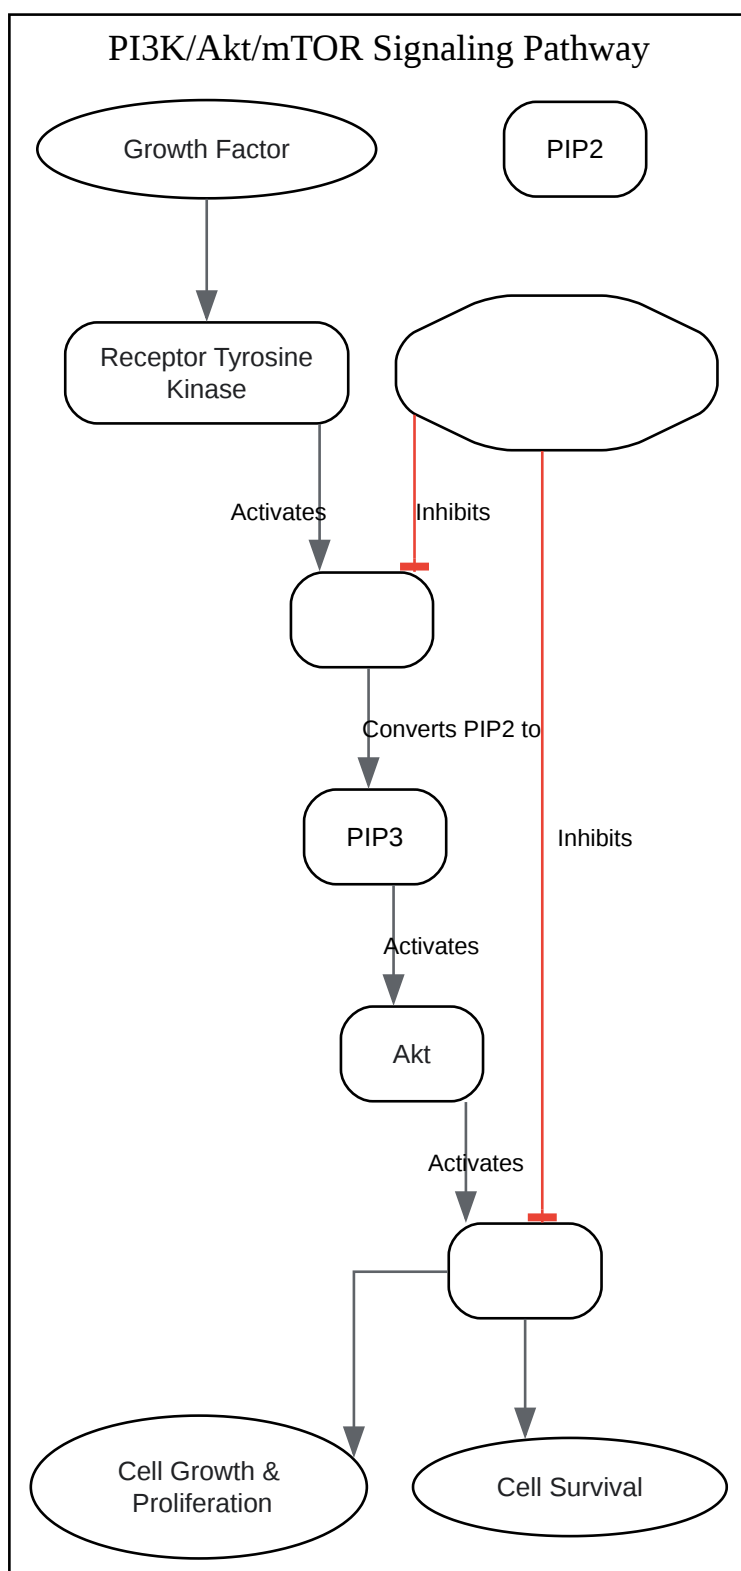 PI3K/Akt/mTOR Signaling Pathway
Growth Factor
PIP2
Receptor Tyrosine
Kinase
Activates
Inhibits
Converts PIP2 to
PIP3
Inhibits
Activates
Akt
Activates
Cell Growth &
Proliferation
Cell Survival